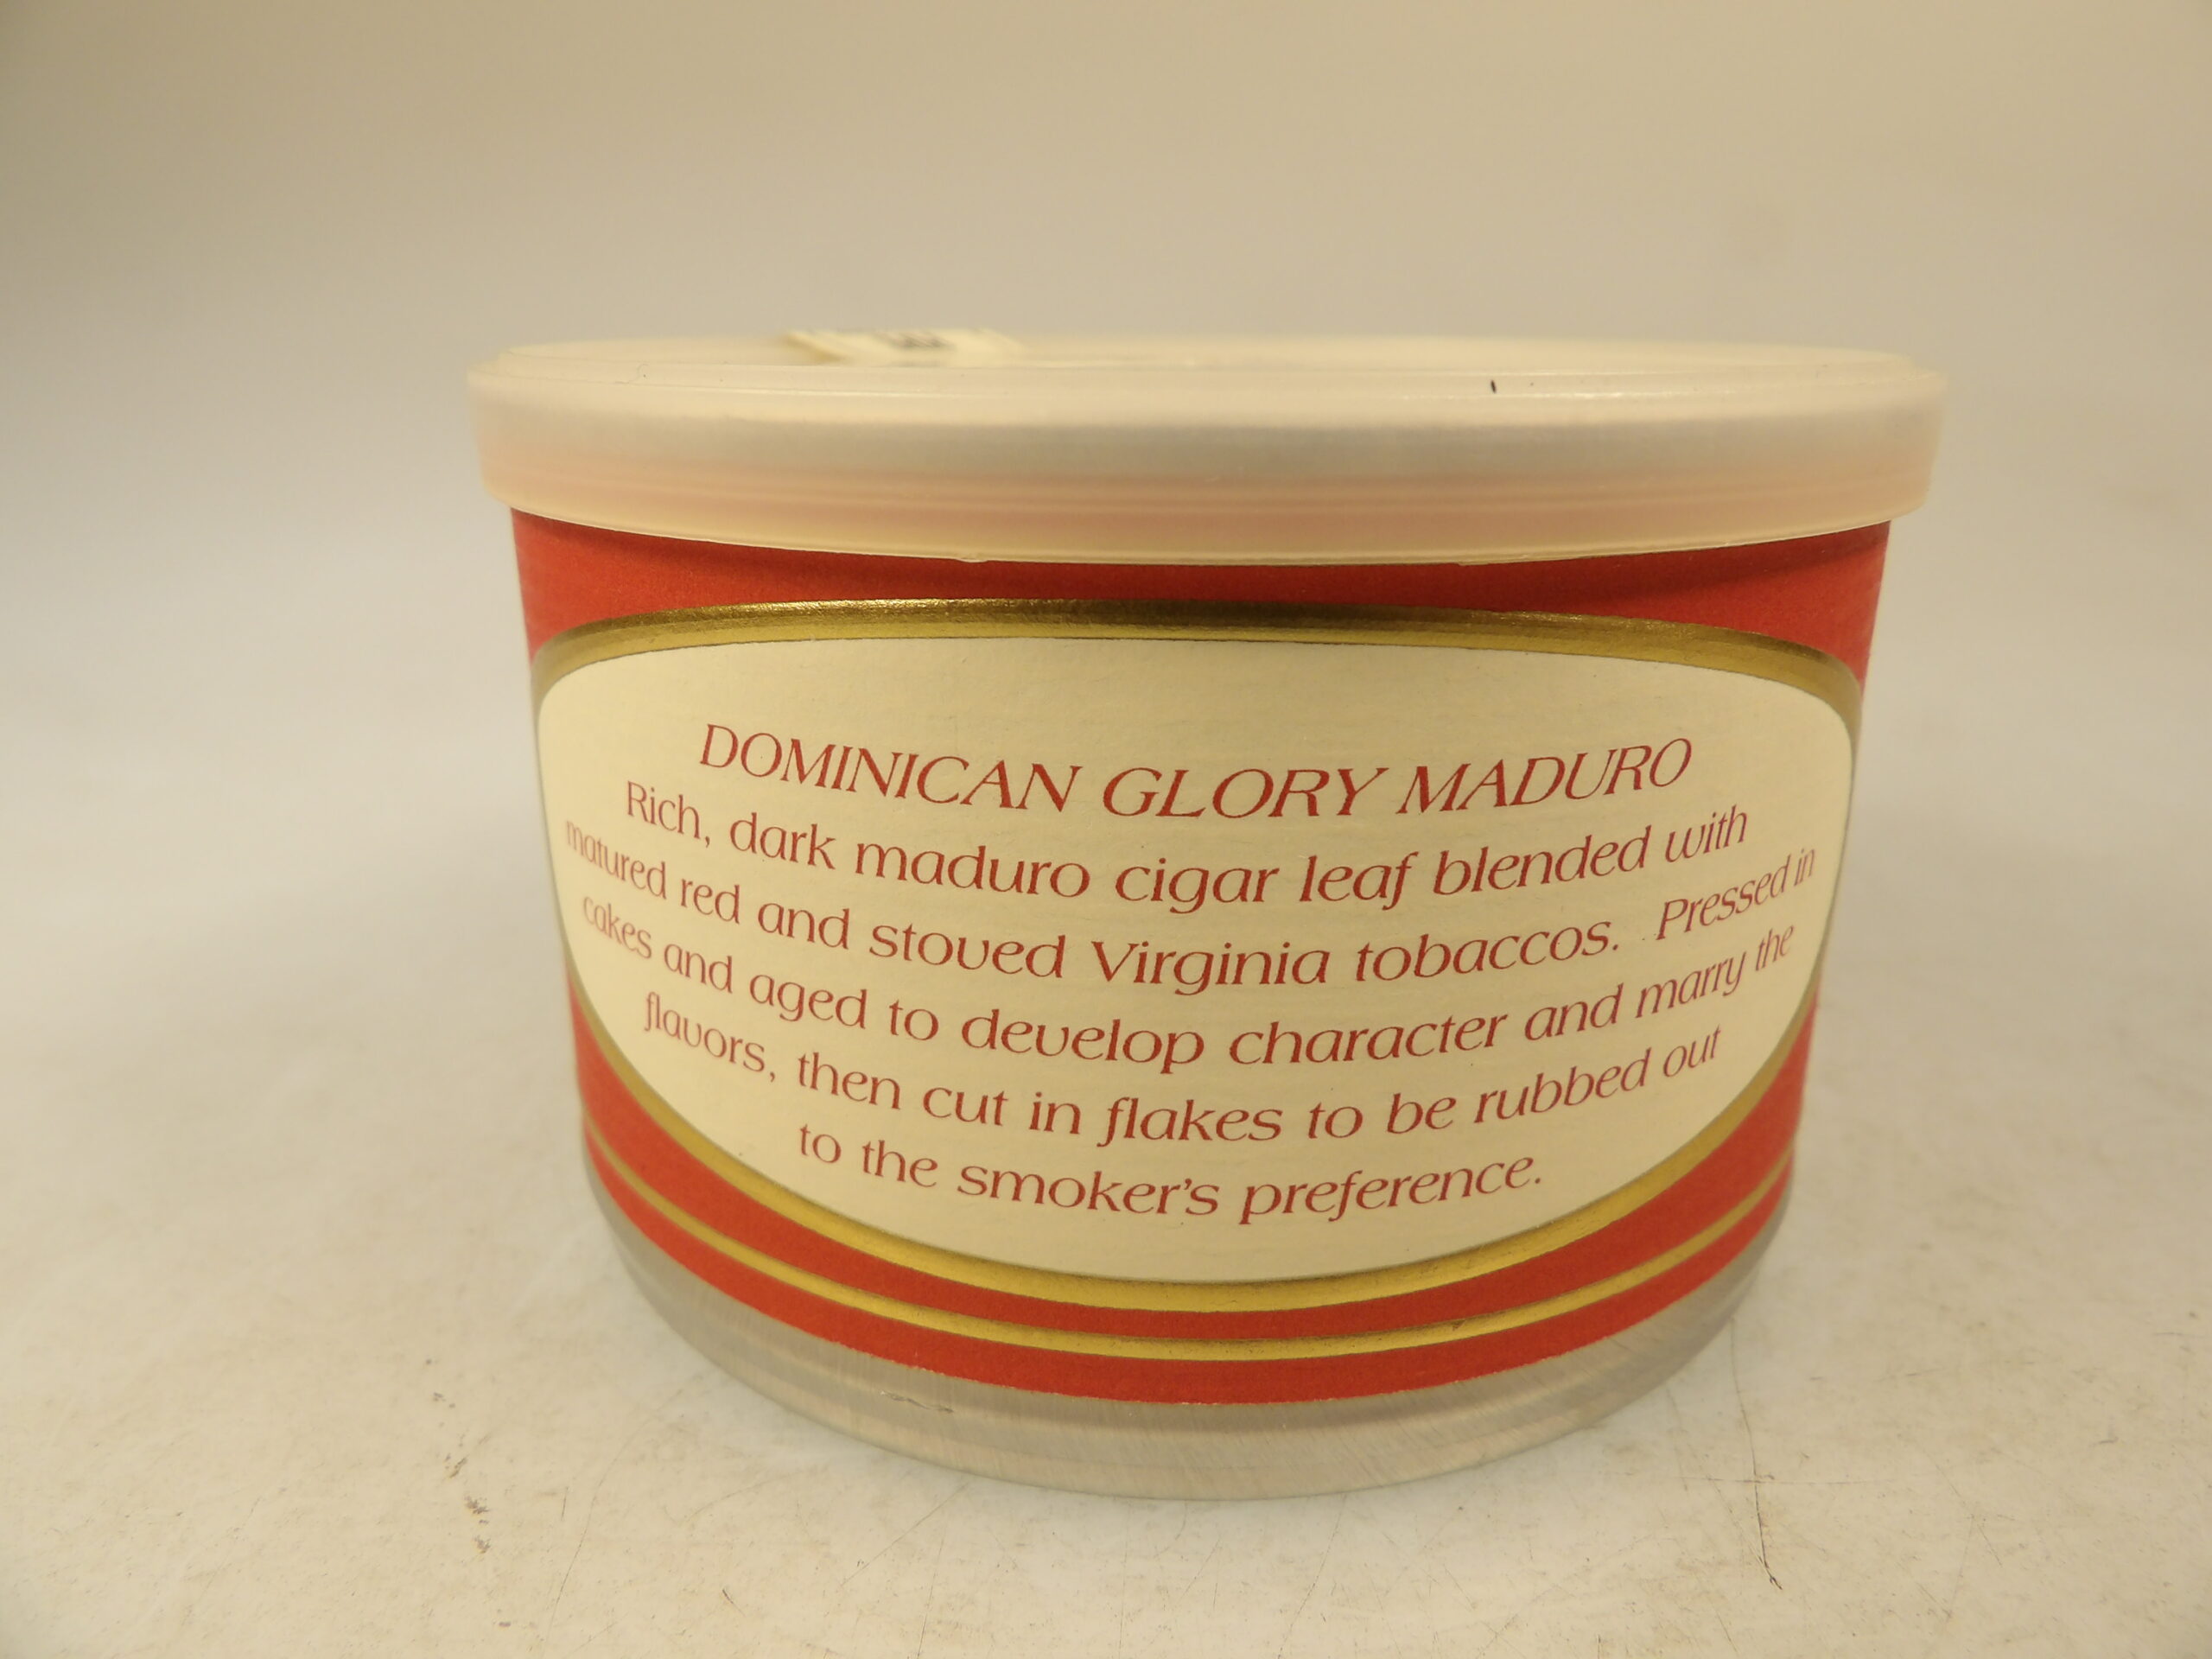 DOMINICAN GLORY MADURO
Rich, dark maduro cigar leaf blended with
matured red and stoved Virginia tobaccos. Pressed in
cakes and aged to develop character and marry the
flavors, then cut in flakes to be rubbed out
to the smoker's preference.